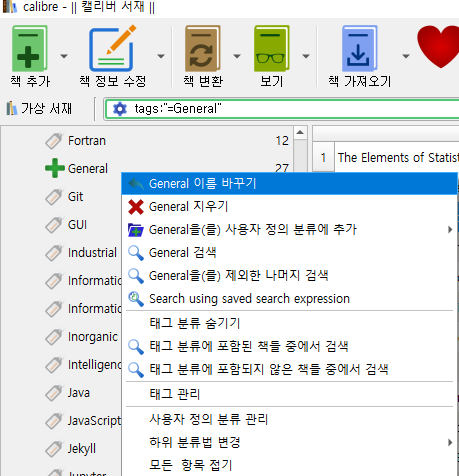 calibre - || 캘리버 서재 ||
책 추가 책 정보 수정 책 변환 보기 책 가져오기
가상 서재 tags:"=General"
Fortran 12
1 The Elements of Statis
General 27
General 이름 바꾸기
Git
General 지우기
GUI
General을(를) 사용자 정의 분류에 추가
Industrial
General 검색
Informatio
General을(를) 제외한 나머지 검색
Informatio
Search using saved search expression
Inorganic
태그 분류 숨기기
태그 분류에 포함된 책들 중에서 검색
Intelligenc
태그 분류에 포함되지 않은 책들 중에서 검색
Java
태그 관리
JavaScript
사용자 정의 분류 관리
Jekyll
하위 분류법 변경
모든 항목 접기